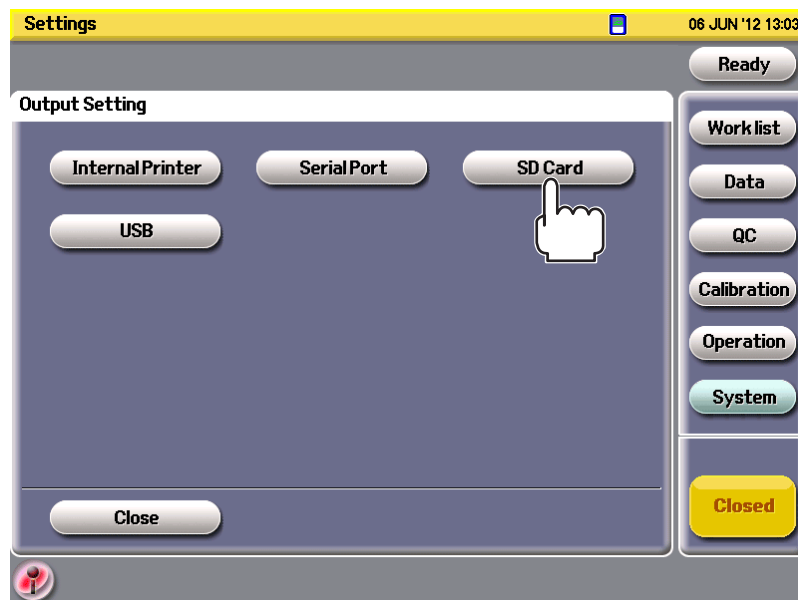 Settings
06 JUN '12 13:03
Ready
Output Setting
Work list
Internal Printer
Serial Port
SD Card
Data
USB
QC
Calibration
Operation
System
Closed
Close